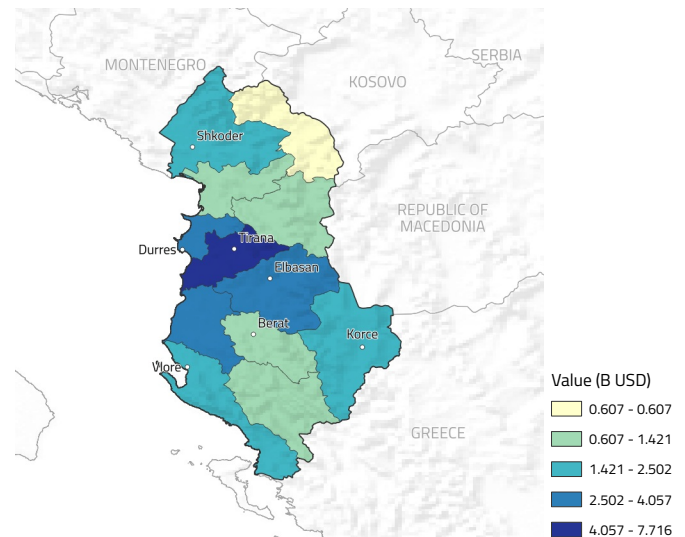 SERBIA
MONTENEGRO
KOSOVO
Shkoder
REPUBLIC OF
MACEDONIA
Tirana
Durres
Elbasan
Berat
Korce
Vlore
GREECE
Value (B USD)
0.607 - 0.607
0.607 - 1.421
1.421 - 2.502
2.502 - 4.057
4.057 - 7.716